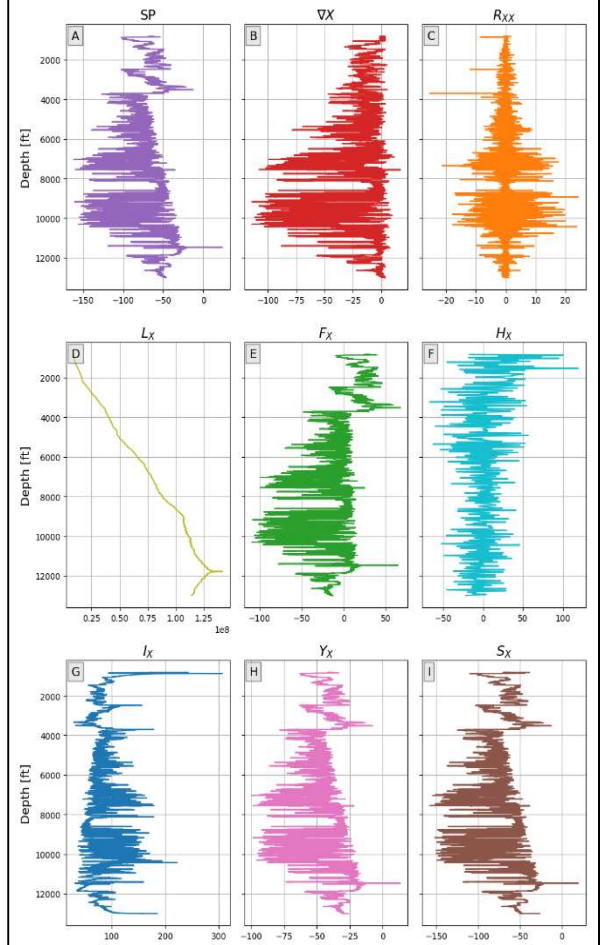 SP ∇X R_XX
A B C
Depth [ft]
2000
4000
6000
8000
10000
12000
−150 −100 −50 0 −100 −75 −50 −25 0 −20 −10 0 10 20
L_X F_X H_X
D E F
Depth [ft]
2000
4000
6000
8000
10000
12000
0.25 0.50 0.75 1.00 1.25 −100 −50 0 50 −50 0 50 100
1e8
I_X Y_X S_X
G H I
Depth [ft]
2000
4000
6000
8000
10000
12000
100 200 300 −100 −75 −50 −25 0 −150 −100 −50 0